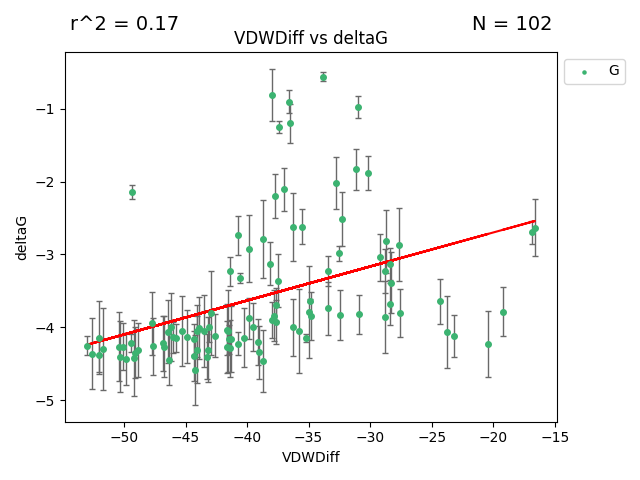 r^2 = 0.17
N = 102
VDWDiff vs deltaG
G
deltaG
−1
−2
−3
−4
−5
−50
−45
−40
−35
−30
−25
−20
−15
VDWDiff